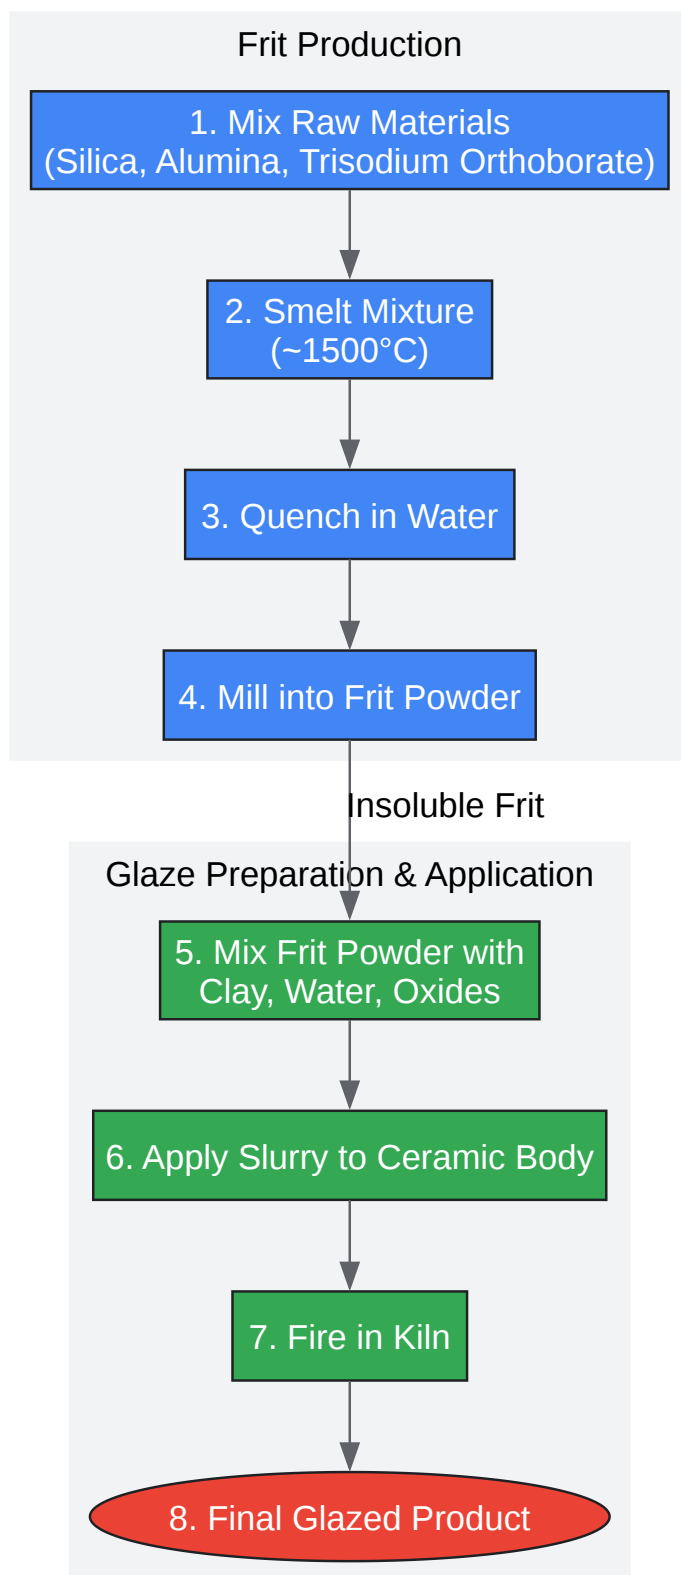 Frit Production
1. Mix Raw Materials
(Silica, Alumina, Trisodium Orthoborate)
2. Smelt Mixture
(~1500°C)
3. Quench in Water
4. Mill into Frit Powder
Insoluble Frit
Glaze Preparation & Application
5. Mix Frit Powder with
Clay, Water, Oxides
6. Apply Slurry to Ceramic Body
7. Fire in Kiln
8. Final Glazed Product